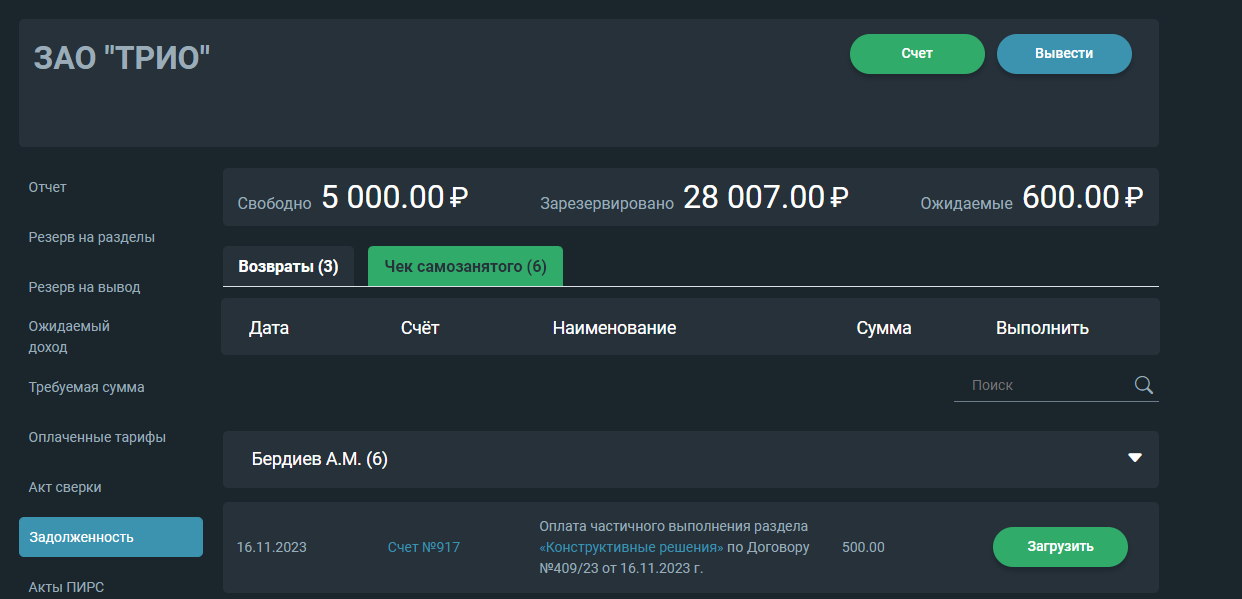 ЗАО "ТРИО"
Счет
Вывести
Отчет
Резерв на разделы
Резерв на вывод
Ожидаемый
доход
Требуемая сумма
Оплаченные тарифы
Акт сверки
Задолженность
Акты ПИРС
Свободно 5 000.00 ₽
Зарезервировано 28 007.00 ₽
Ожидаемые 600.00 ₽
Возвраты (3)
Чек самозанятого (6)
Дата
Счёт
Наименование
Сумма
Выполнить
Поиск
Бердиев А.М. (6)
16.11.2023
Счет №917
Оплата частичного выполнения раздела
«Конструктивные решения» по Договору
№409/23 от 16.11.2023 г.
500.00
Загрузить